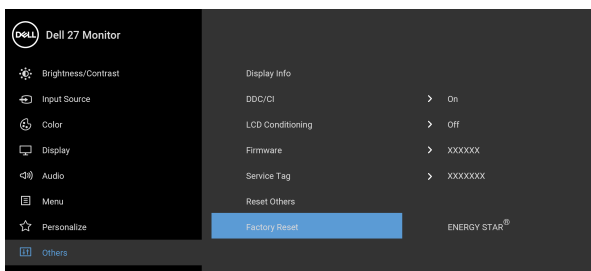 DELL Dell 27 Monitor
Brightness/Contrast
Input Source
Color
Display
Audio
Menu
Personalize
Others
Display Info
DDC/CI > On
LCD Conditioning > Off
Firmware > XXXXXX
Service Tag > XXXXXXX
Reset Others
Factory Reset ENERGY STAR®